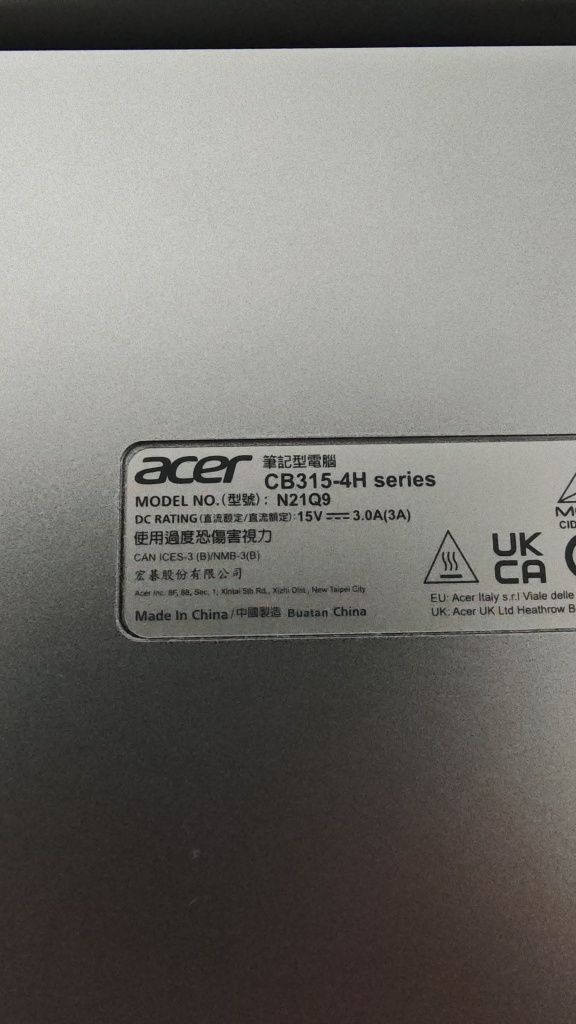 acer 筆記型電腦
CB315-4H series
MODEL NO.(型號): N21Q9
DC RATING(直流額定/直流額定):15V⎓3.0A(3A)
使用過度恐傷害視力
CAN ICES-3 (B)/NMB-3(B)
宏碁股份有限公司
Acer Inc. 8F, 88, Sec. 1, Xintai 5th Rd., Xizhi Dist., New Taipei City
Made In China/中國製造 Buatan China
UK
CA
EU: Acer Italy s.r.l Viale delle
UK: Acer UK Ltd Heathrow